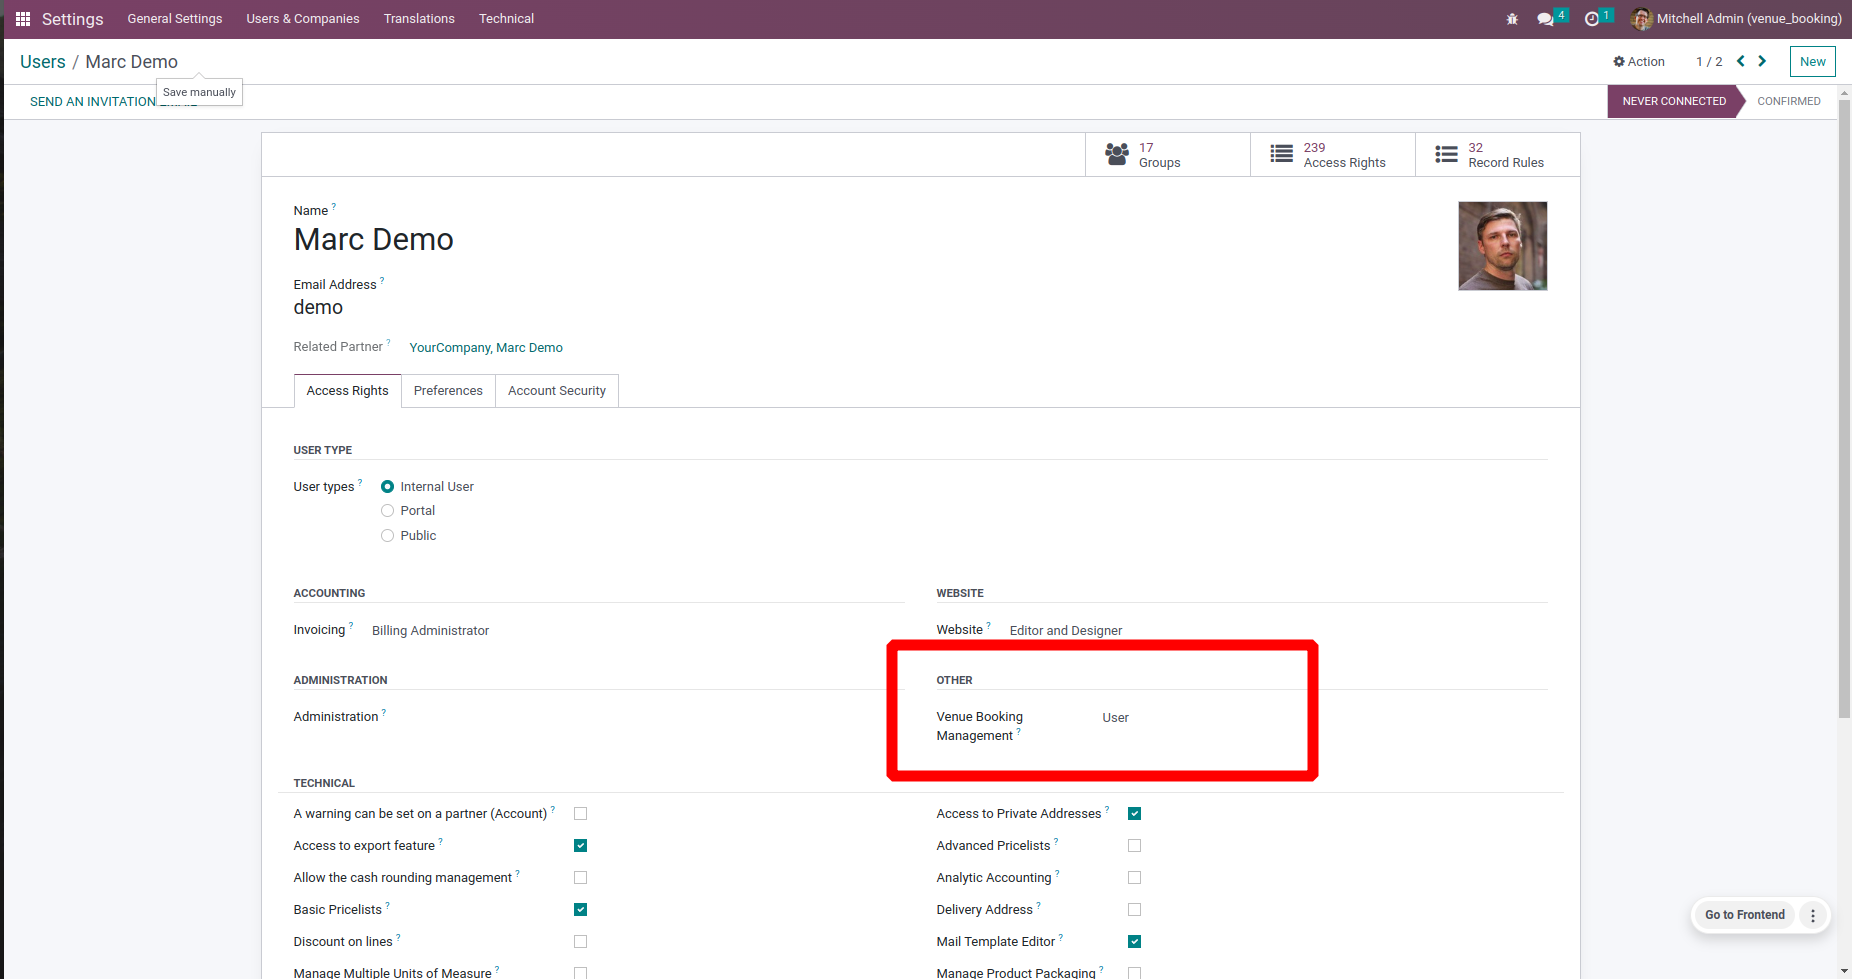 Settings General Settings Users & Companies Translations Technical 4 1 Mitchell Admin (venue_booking)
Users / Marc Demo Action 1 / 2 New
Save manually
SEND AN INVITATION EMAIL NEVER CONNECTED CONFIRMED
17 Groups
239 Access Rights
32 Record Rules
Name ?
Marc Demo
Email Address ?
demo
Related Partner ? YourCompany, Marc Demo
Access Rights Preferences Account Security
USER TYPE
User types ? Internal User
Portal
Public
ACCOUNTING WEBSITE
Invoicing ? Billing Administrator Website ? Editor and Designer
ADMINISTRATION OTHER
Administration ? Venue Booking User
Management ?
TECHNICAL
A warning can be set on a partner (Account) ? Access to Private Addresses ?
Access to export feature ? Advanced Pricelists ?
Allow the cash rounding management ? Analytic Accounting ?
Basic Pricelists ? Delivery Address ?
Go to Frontend
Discount on lines ? Mail Template Editor ?
Manage Multiple Units of Measure ? Manage Product Packaging ?